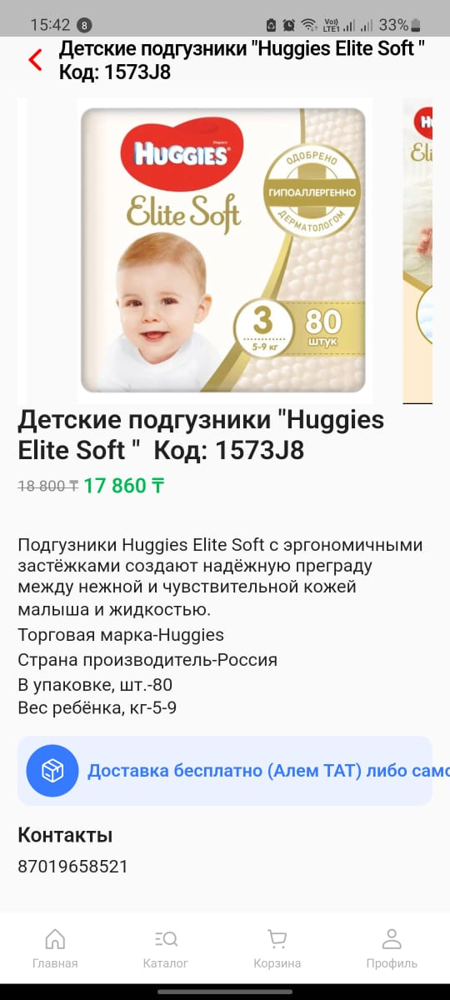 15:42 8 Vo)) LTE1 33%
Детские подгузники "Huggies Elite Soft "
Код: 1573J8
HUGGIES
Elite Soft
ОДОБРЕНО
ГИПОАЛЛЕРГЕННО
ДЕРМАТОЛОГОМ
3
5-9 кг
80
штук
Детские подгузники "Huggies
Elite Soft "  Код: 1573J8
18 800 ₸ 17 860 ₸
Подгузники Huggies Elite Soft с эргономичными
застёжками создают надёжную преграду
между нежной и чувствительной кожей
малыша и жидкостью.
Торговая марка-Huggies
Страна производитель-Россия
В упаковке, шт.-80
Вес ребёнка, кг-5-9
Доставка бесплатно (Алем ТАТ) либо само
Контакты
87019658521
Главная
Каталог
Корзина
Профиль